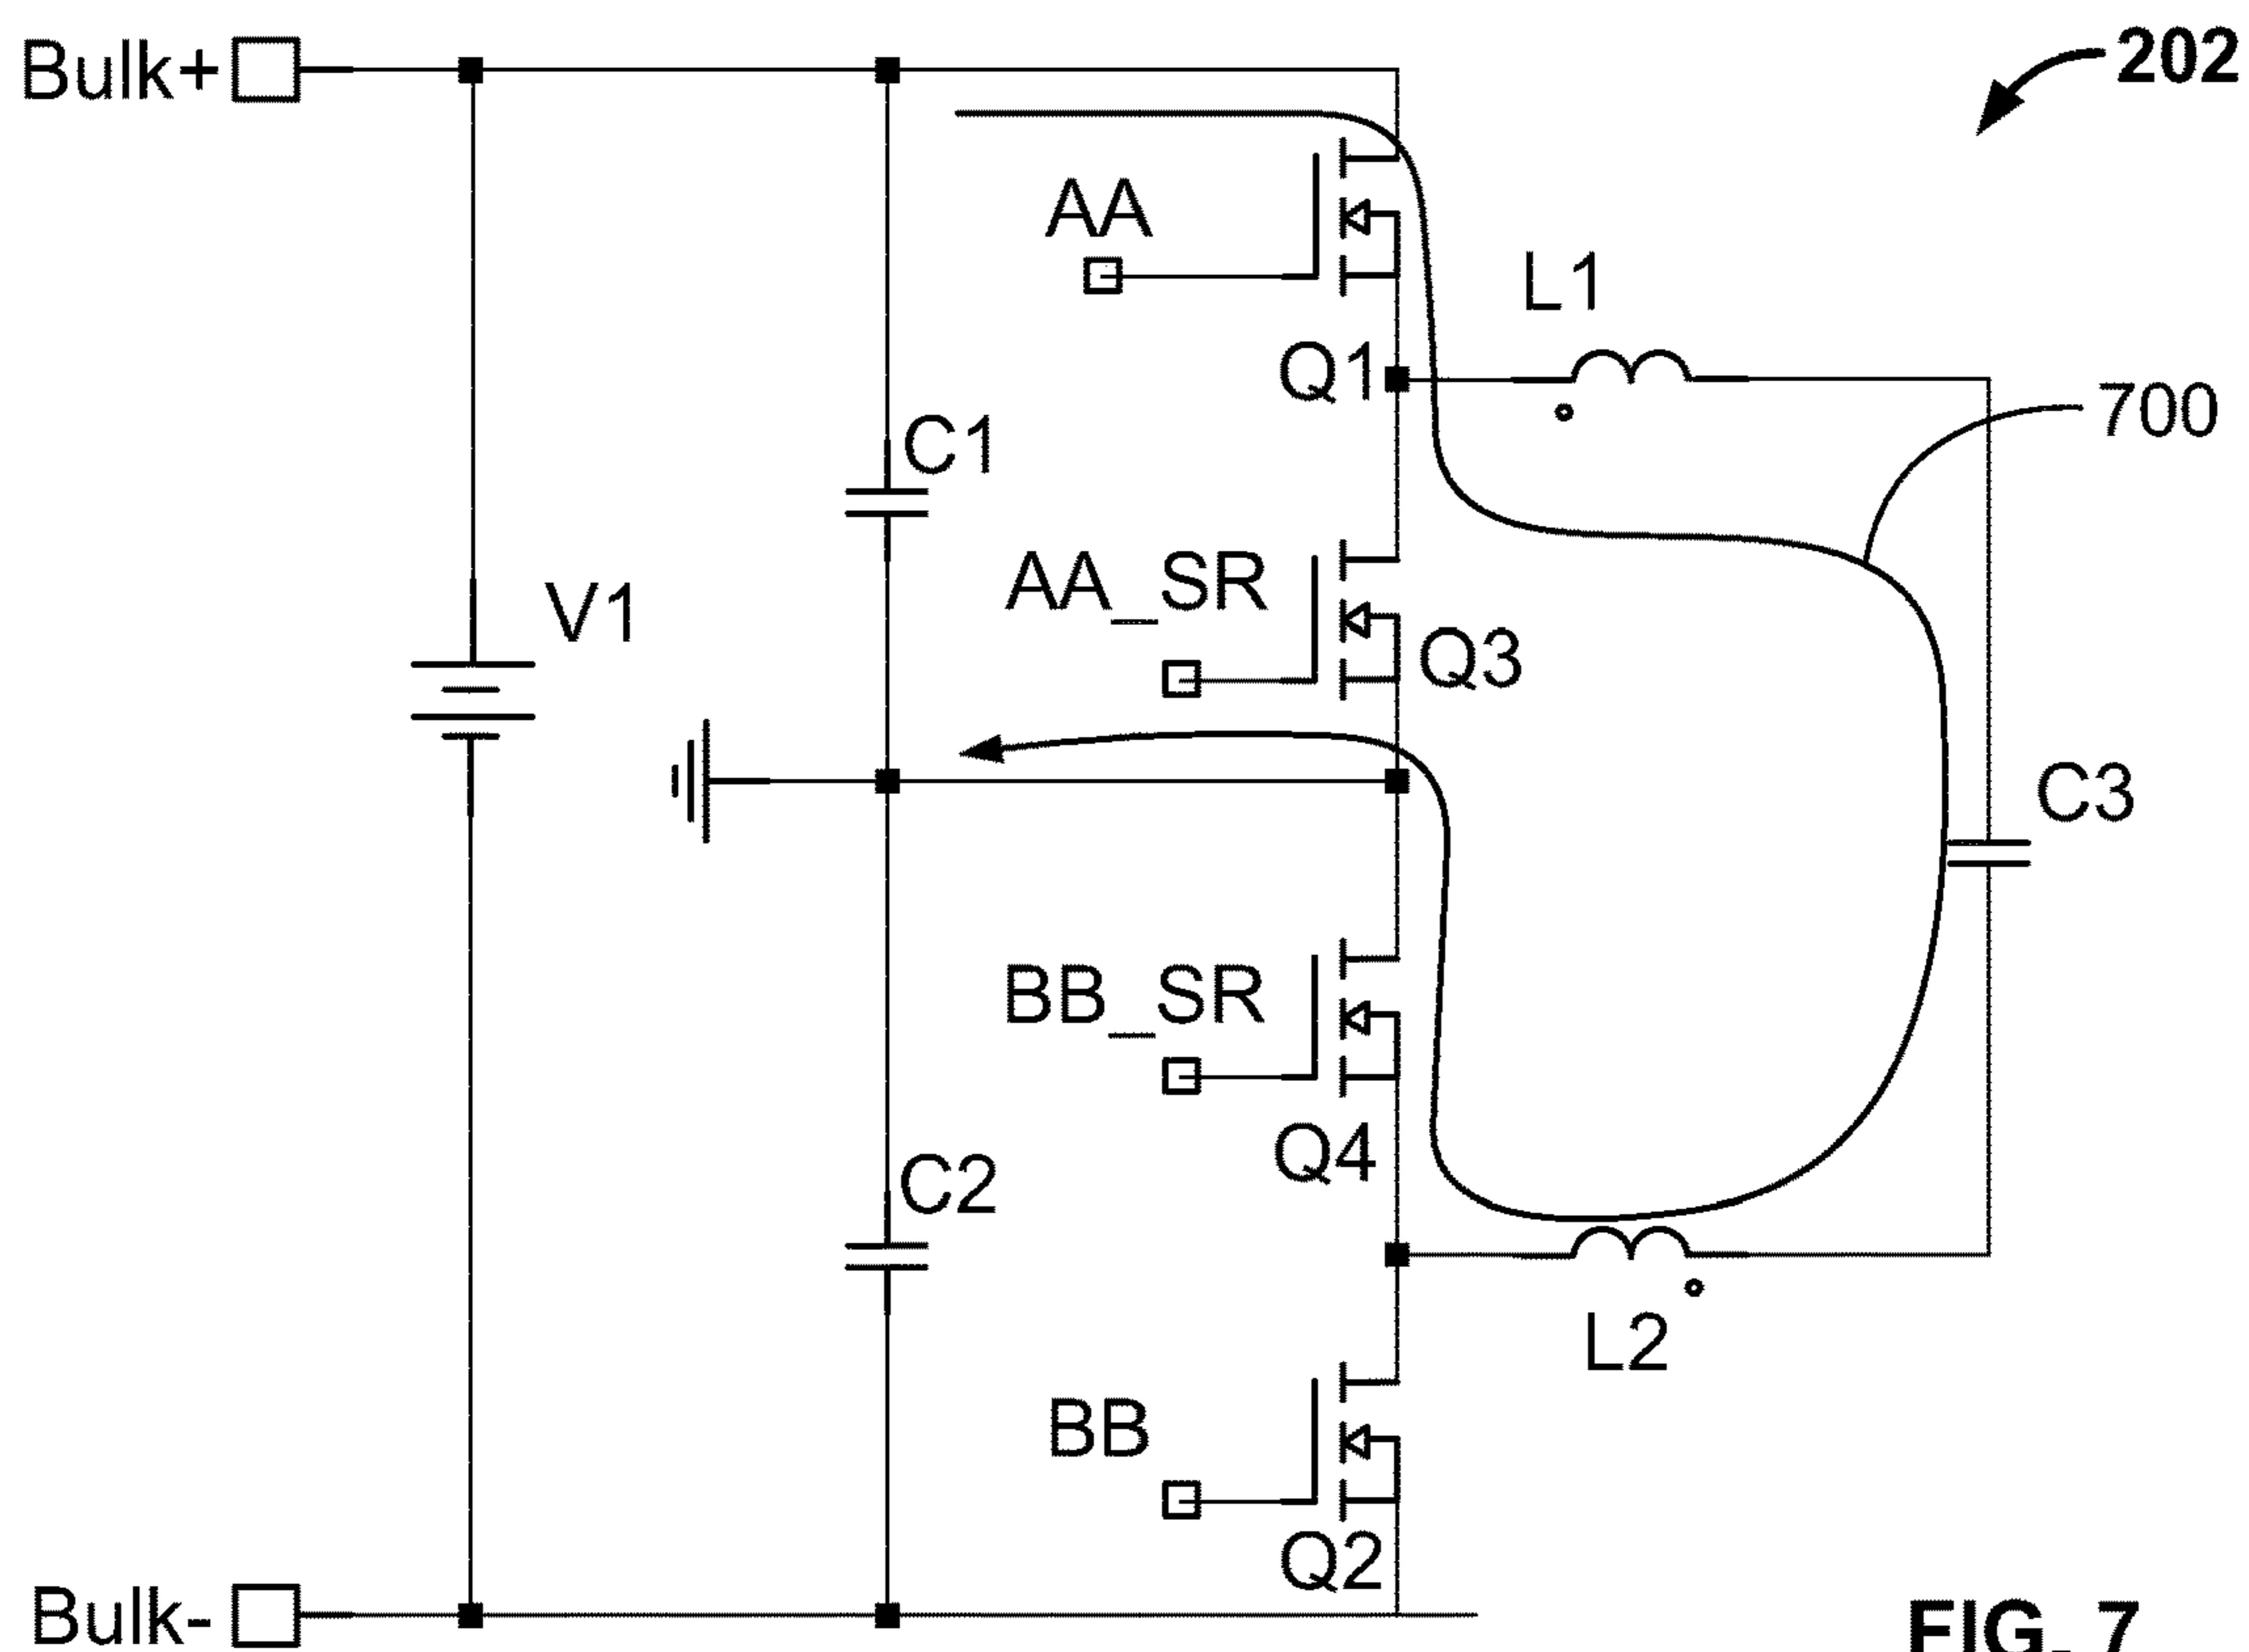 Bulk+
202
AA
L1
Q1
700
C1
AA_SR
V1
Q3
C3
BB_SR
Q4
C2
L2
BB
Q2
Bulk-
FIG. 7